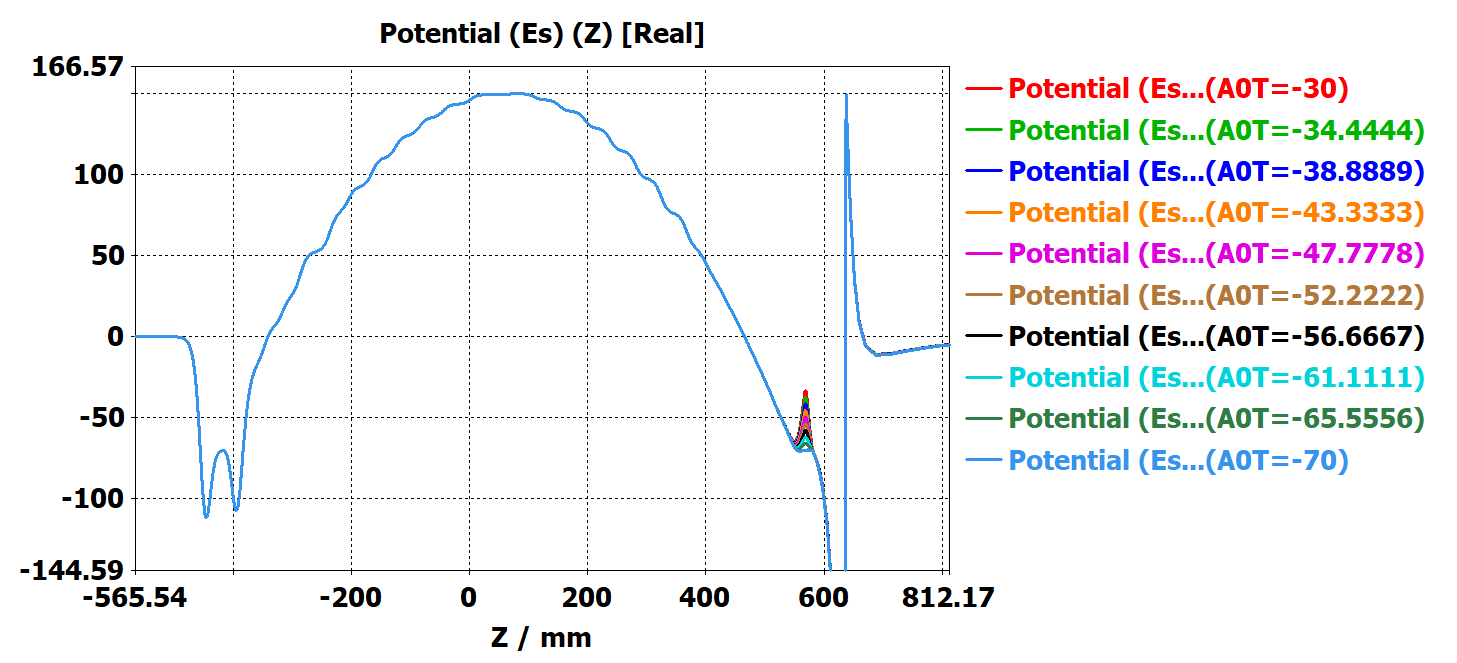 Potential (Es) (Z) [Real]
166.57
100
50
0
-50
-100
-144.59
-565.54
-200
0
200
400
600
812.17
Z / mm
Potential (Es...(A0T=-30)
Potential (Es...(A0T=-34.4444)
Potential (Es...(A0T=-38.8889)
Potential (Es...(A0T=-43.3333)
Potential (Es...(A0T=-47.7778)
Potential (Es...(A0T=-52.2222)
Potential (Es...(A0T=-56.6667)
Potential (Es...(A0T=-61.1111)
Potential (Es...(A0T=-65.5556)
Potential (Es...(A0T=-70)